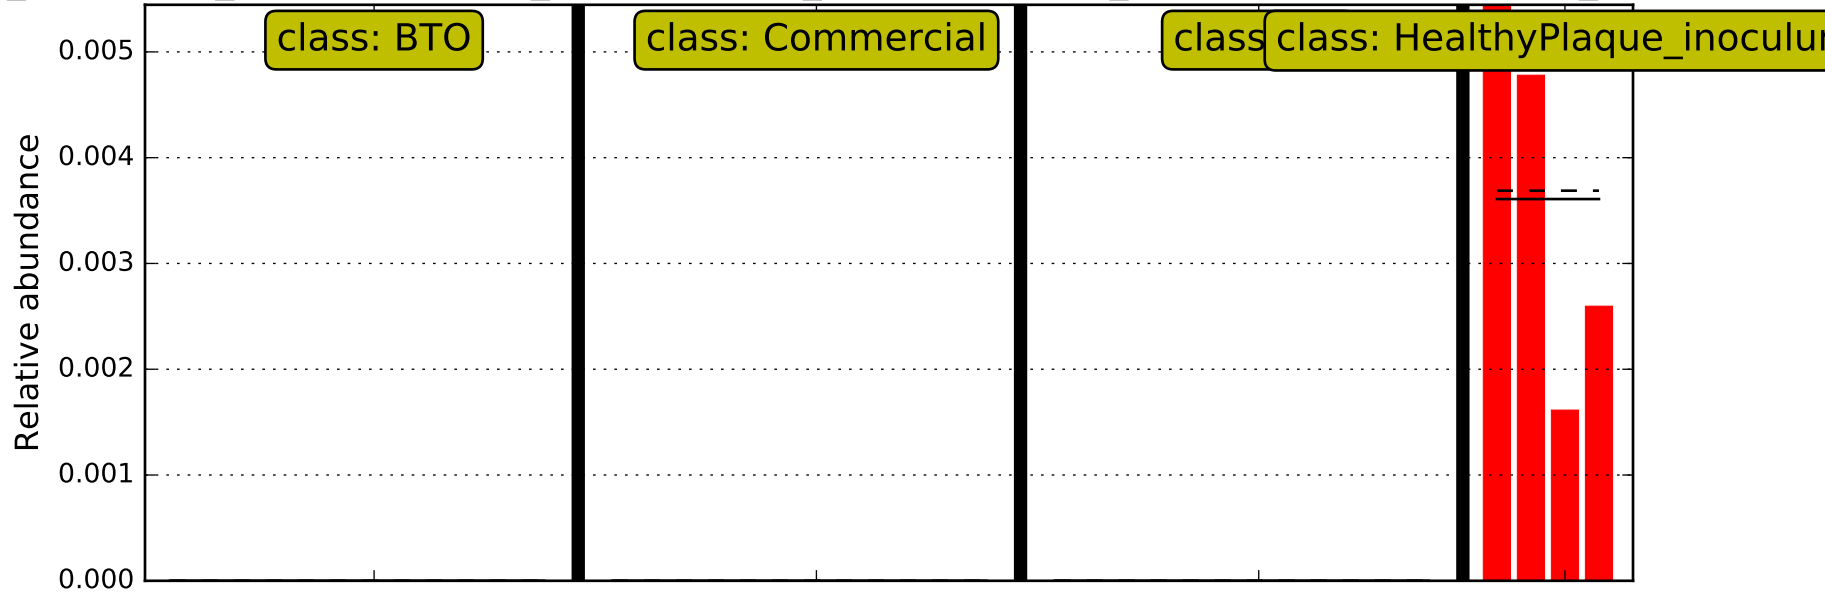 class: BTO
class: Commercial
class
class: HealthyPlaque_inoculu
Relative abundance
0.005
0.004
0.003
0.002
0.001
0.000